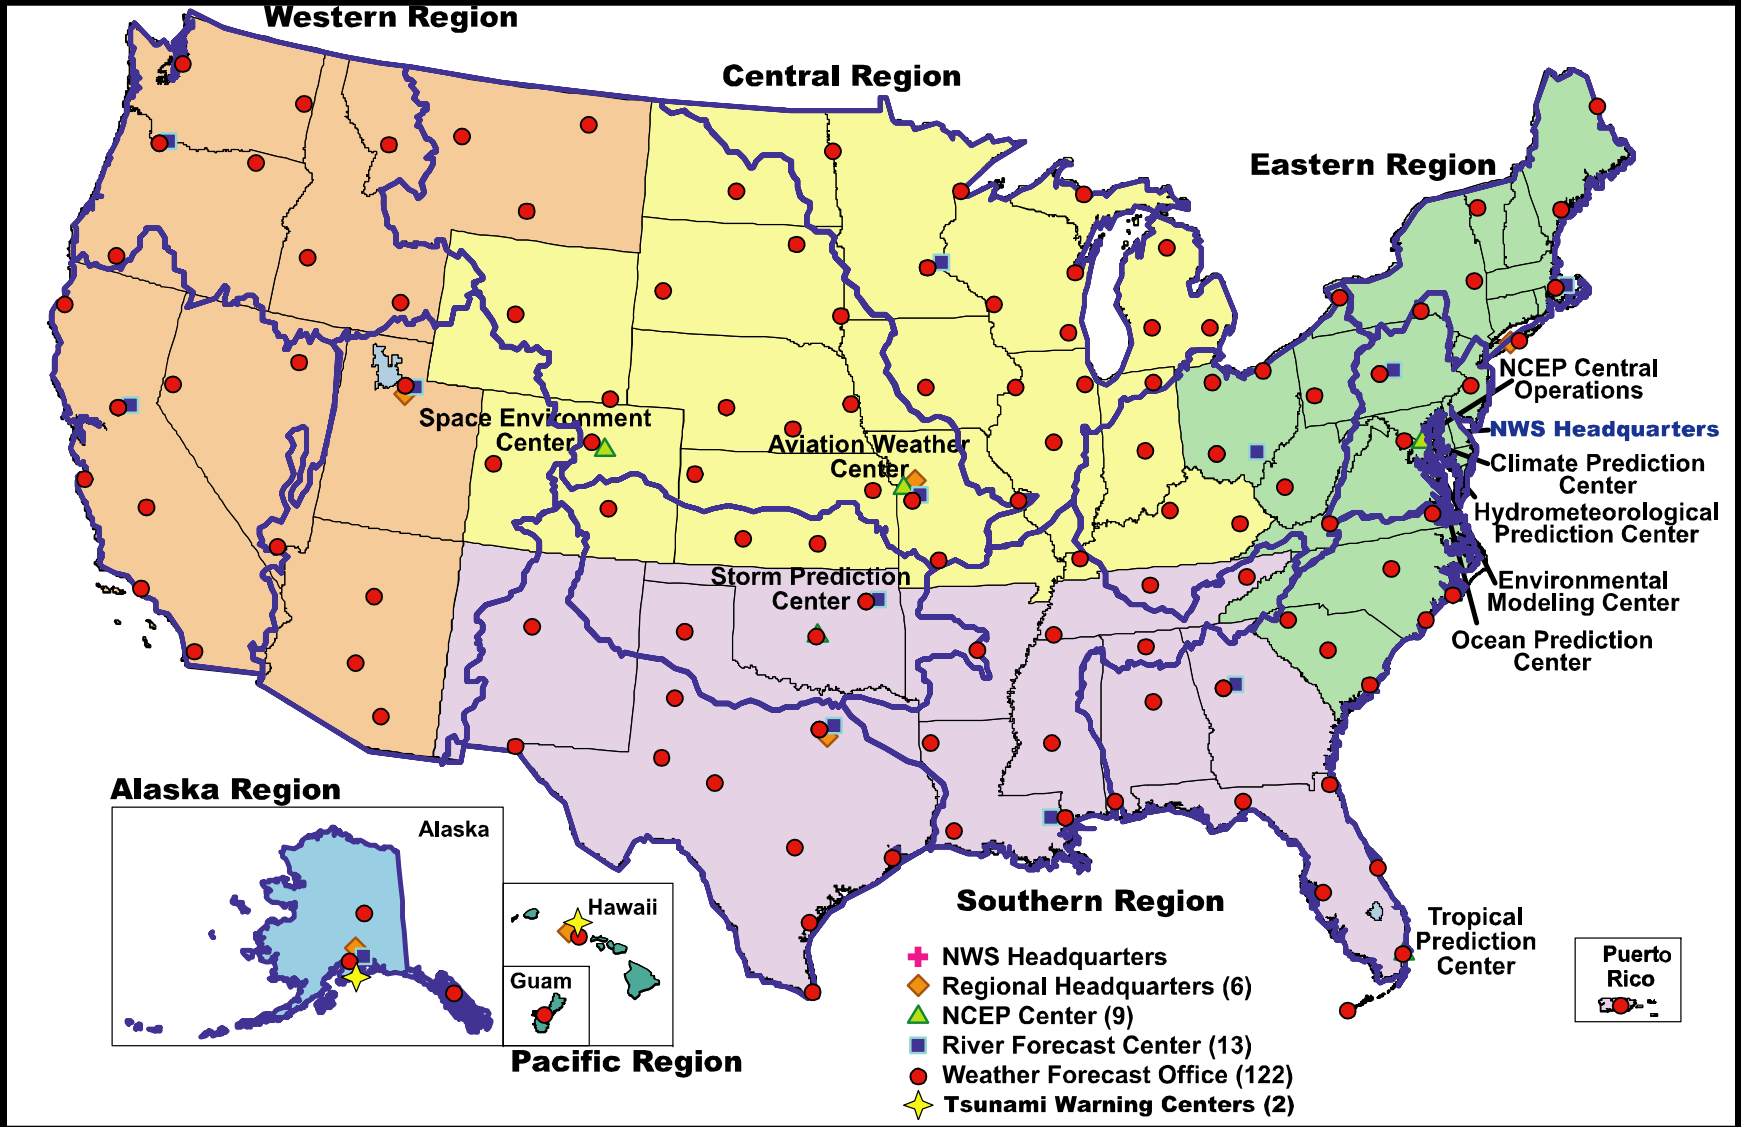 Western Region
Central Region
Eastern Region
NCEP Central
Operations
NWS Headquarters
Space Environment
Center
Aviation Weather
Center
Climate Prediction
Center
Hydrometeorological
Prediction Center
Storm Prediction
Center
Environmental
Modeling Center
Ocean Prediction
Center
Alaska Region
Alaska
Hawaii
Guam
Pacific Region
Southern Region
Tropical
Prediction
Center
Puerto
Rico
NWS Headquarters
Regional Headquarters (6)
NCEP Center (9)
River Forecast Center (13)
Weather Forecast Office (122)
Tsunami Warning Centers (2)